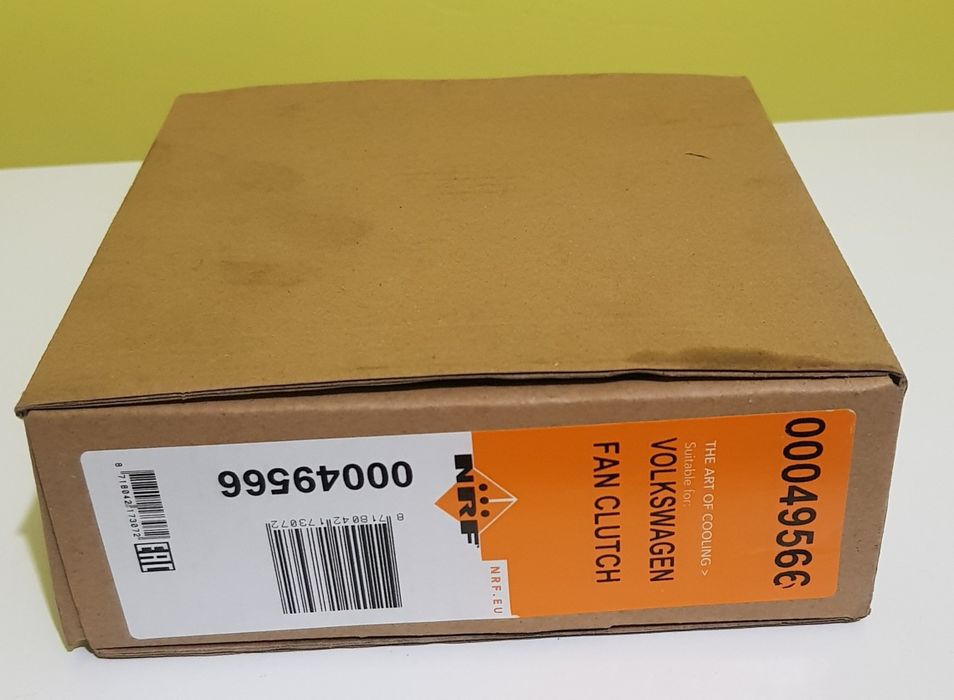 00049566
THE ART OF COOLING >
Suitable for:
VOLKSWAGEN
FAN CLUTCH
NRF
NRF.EU
00049566
8 718042 173072
8 718042 173072
EAC